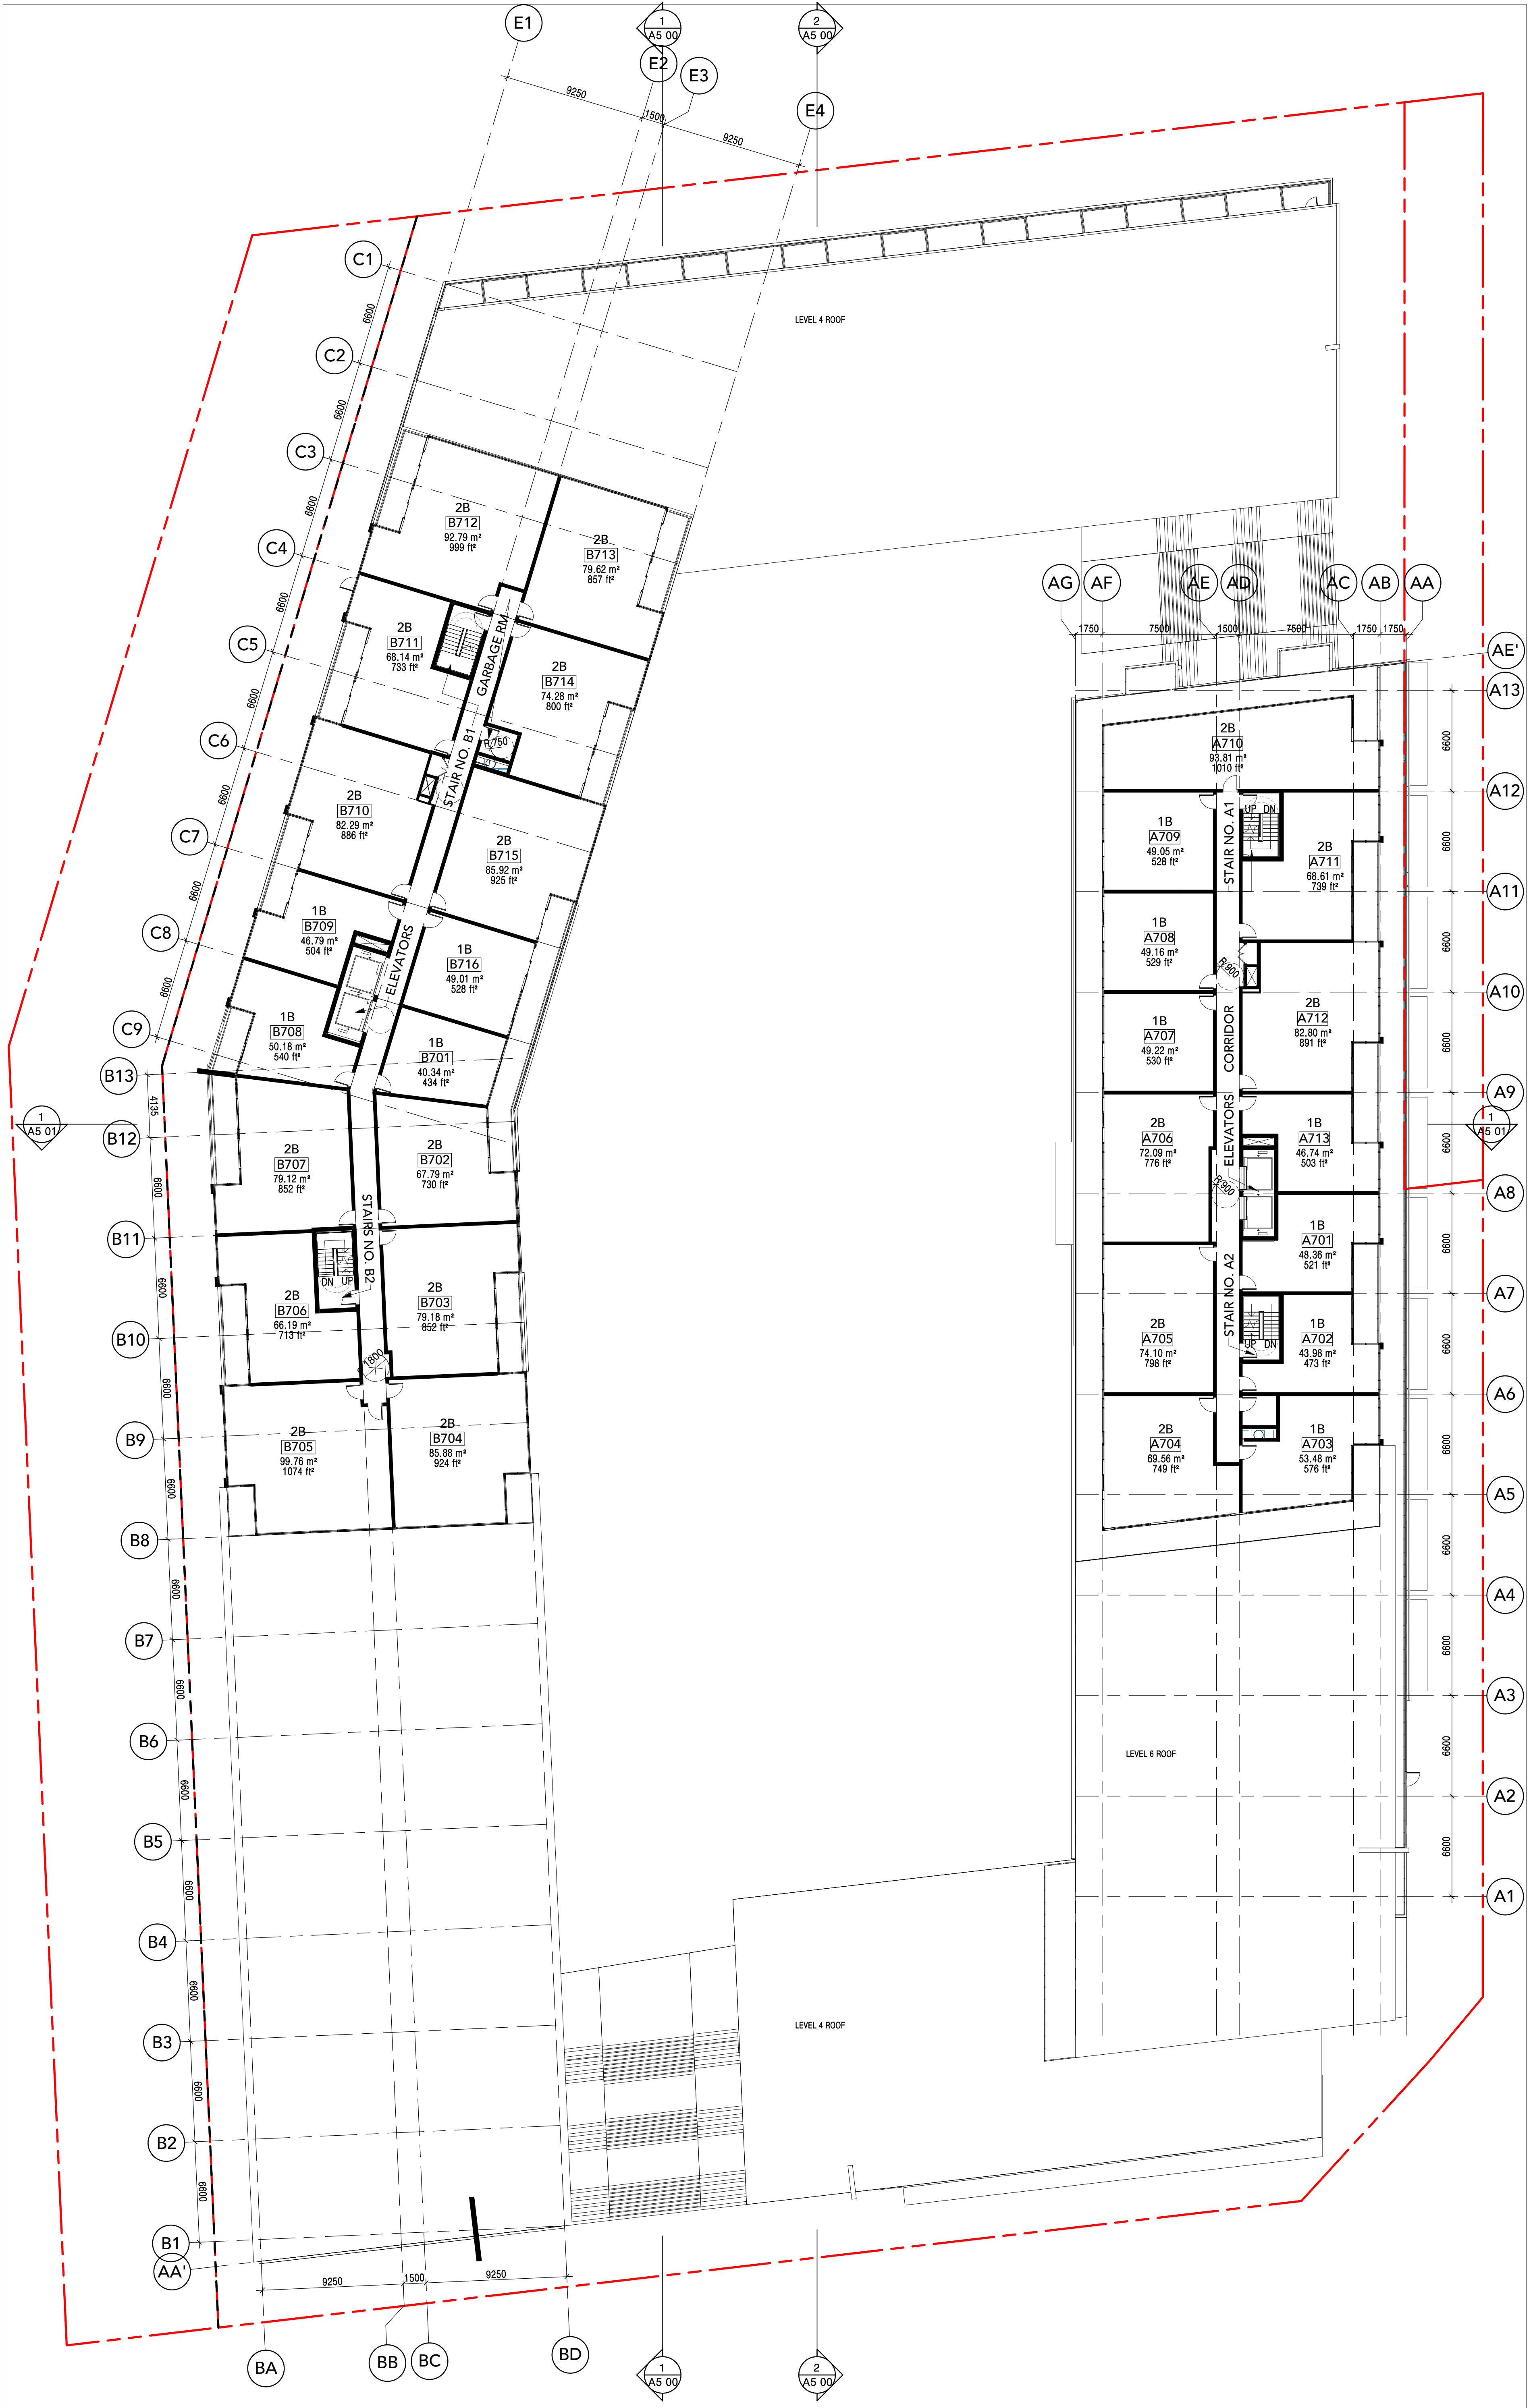 E1
1
A5 00
2
A5 00
E2
E3
E4
9250
1500
9250
C1
C2
C3
C4
C5
C6
C7
C8
C9
6600
6600
6600
6600
6600
6600
6600
6600
LEVEL 4 ROOF
2B
B712
92.79 m²
999 ft²
2B
B713
79.62 m²
857 ft²
2B
B711
68.14 m²
733 ft²
GARBAGE RM
2B
B714
74.28 m²
800 ft²
R 750
STAIR NO. B1
2B
B710
82.29 m²
886 ft²
2B
B715
85.92 m²
925 ft²
1B
B709
46.79 m²
504 ft²
ELEVATORS
1B
B716
49.01 m²
528 ft²
1B
B708
50.18 m²
540 ft²
1B
B701
40.34 m²
434 ft²
B13
4135
1
A5 01
B12
2B
B707
79.12 m²
852 ft²
2B
B702
67.79 m²
730 ft²
6600
B11
STAIRS NO. B2
DN UP
2B
B706
66.19 m²
713 ft²
2B
B703
79.18 m²
852 ft²
6600
B10
1800
6600
B9
2B
B705
99.76 m²
1074 ft²
2B
B704
85.88 m²
924 ft²
6600
B8
6600
B7
6600
B6
6600
B5
6600
B4
6600
B3
6600
B2
6600
B1
AA'
9250
1500
9250
BA
BB
BC
BD
1
A5 00
2
A5 00
LEVEL 4 ROOF
AG
AF
AE
AD
AC
AB
AA
1750
7500
1500
7500
1750
1750
AE'
A13
6600
2B
A710
93.81 m²
1010 ft²
A12
1B
A709
49.05 m²
528 ft²
STAIR NO. A1
UP DN
2B
A711
68.61 m²
739 ft²
6600
A11
1B
A708
49.16 m²
529 ft²
R 900
6600
A10
1B
A707
49.22 m²
530 ft²
CORRIDOR
2B
A712
82.80 m²
891 ft²
6600
A9
1
A5 01
2B
A706
72.09 m²
776 ft²
ELEVATORS
1B
A713
46.74 m²
503 ft²
6600
A8
R 900
1B
A701
48.36 m²
521 ft²
6600
A7
2B
A705
74.10 m²
798 ft²
STAIR NO. A2
UP DN
1B
A702
43.98 m²
473 ft²
6600
A6
2B
A704
69.56 m²
749 ft²
1B
A703
53.48 m²
576 ft²
6600
A5
6600
A4
6600
A3
LEVEL 6 ROOF
6600
A2
6600
A1